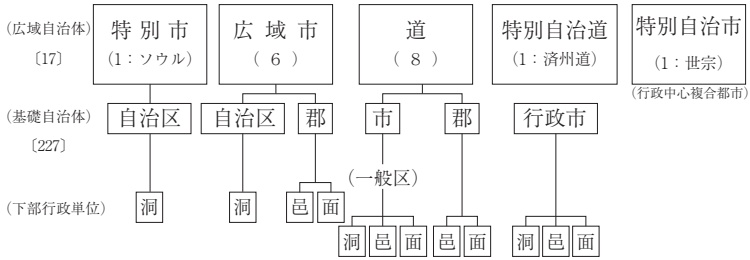 (広域自治体) 特別市 広域市 道 特別自治道 特別自治市
〔17〕 (1：ソウル) (6) (8) (1：済州道) (1：世宗)
(行政中心複合都市)
(基礎自治体) 自治区 自治区 郡 市 郡 行政市
〔227〕
(一般区)
(下部行政単位) 洞 洞 邑 面
洞 邑 面 邑 面 洞 邑 面